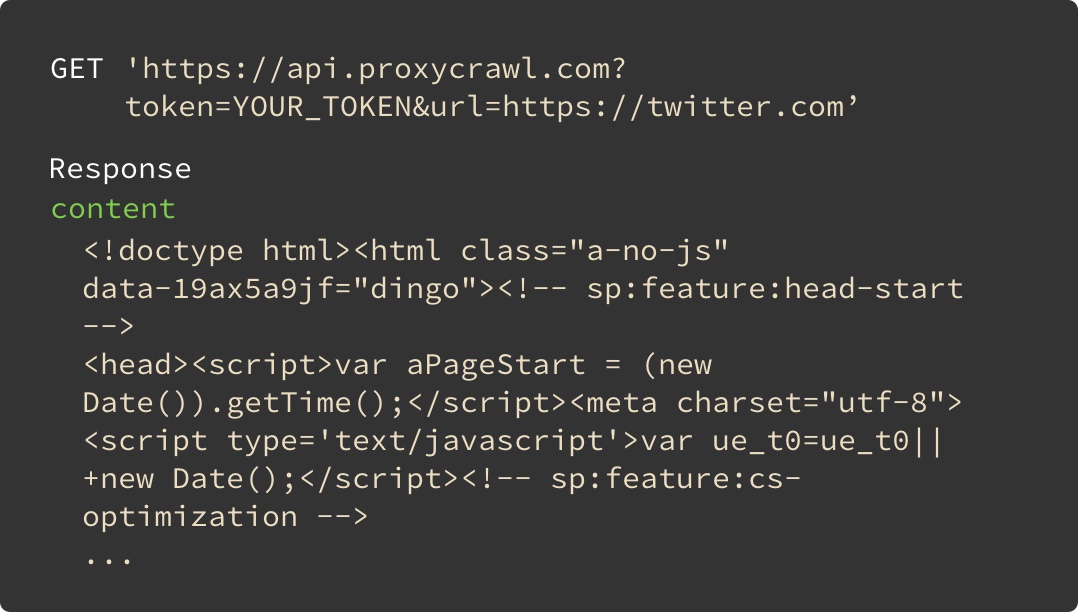 GET 'https://api.proxycrawl.com?
token=YOUR_TOKEN&url=https://twitter.com’
Response
content
<!doctype html><html class="a-no-js"
data-19ax5a9jf="dingo"><!-- sp:feature:head-start
-->
<head><script>var aPageStart = (new
Date()).getTime();</script><meta charset="utf-8">
<script type='text/javascript'>var ue_t0=ue_t0||
+new Date();</script><!-- sp:feature:cs-
optimization -->
...